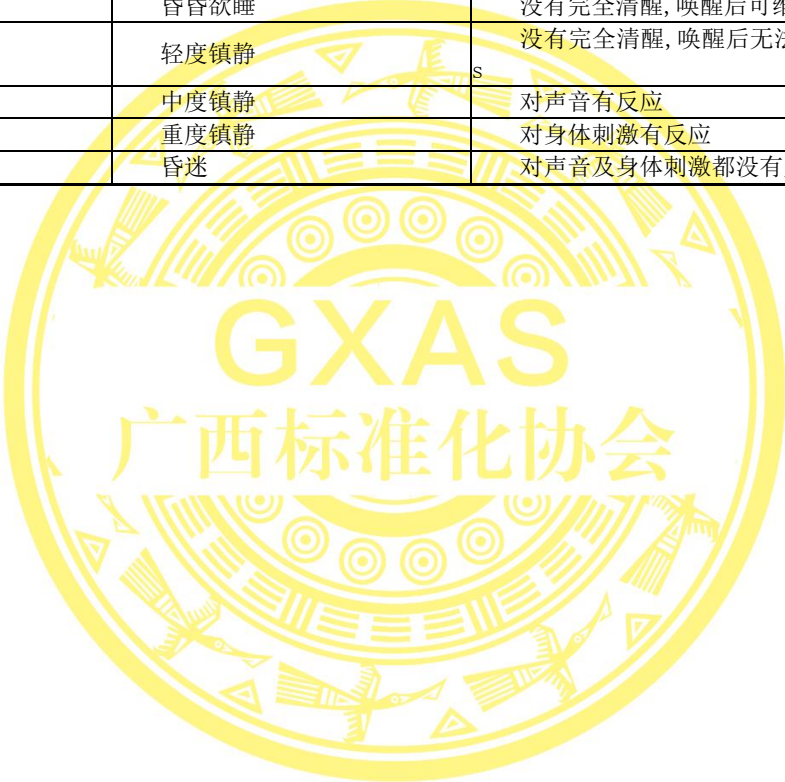 昏昏欲睡 没有完全清醒,唤醒后可维
轻度镇静 没有完全清醒,唤醒后无法
s
中度镇静 对声音有反应
重度镇静 对身体刺激有反应
昏迷 对声音及身体刺激都没有
GXAS
广西标准化协会